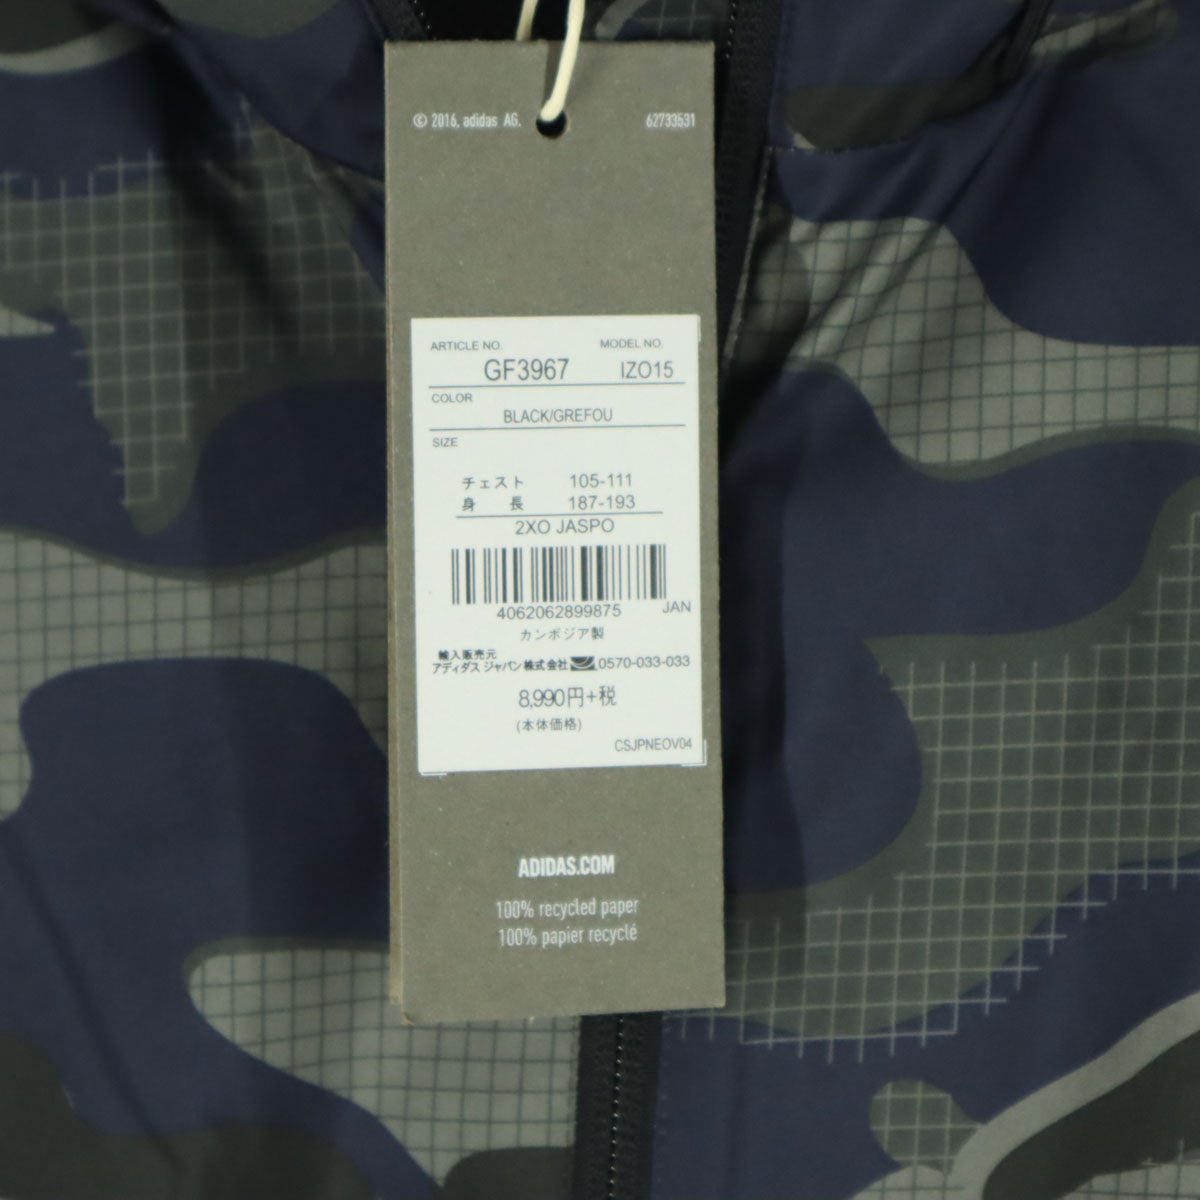 © 2016, adidas AG. 62733531
ARTICLE NO. MODEL NO.
GF3967 IZO15
COLOR
BLACK/GREFOU
SIZE
チェスト 105-111
身長 187-193
2XO JASPO
4062062899875 JAN
カンボジア製
輸入販売元
アディダス ジャパン株式会社 0570-033-033
8,990円+税
(本体価格)
CSJPNEOV04
ADIDAS.COM
100% recycled paper
100% papier recyclé